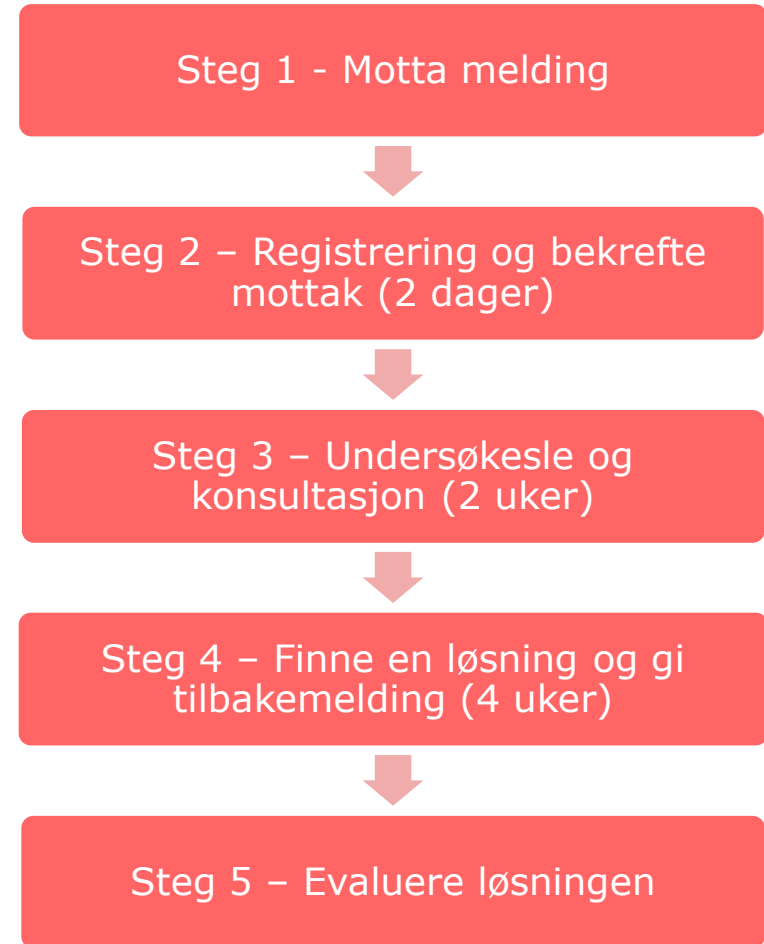 Steg 1 - Motta melding
Steg 2 – Registrering og bekrefte
mottak (2 dager)
Steg 3 – Undersøkesle og
konsultasjon (2 uker)
Steg 4 – Finne en løsning og gi
tilbakemelding (4 uker)
Steg 5 – Evaluere løsningen